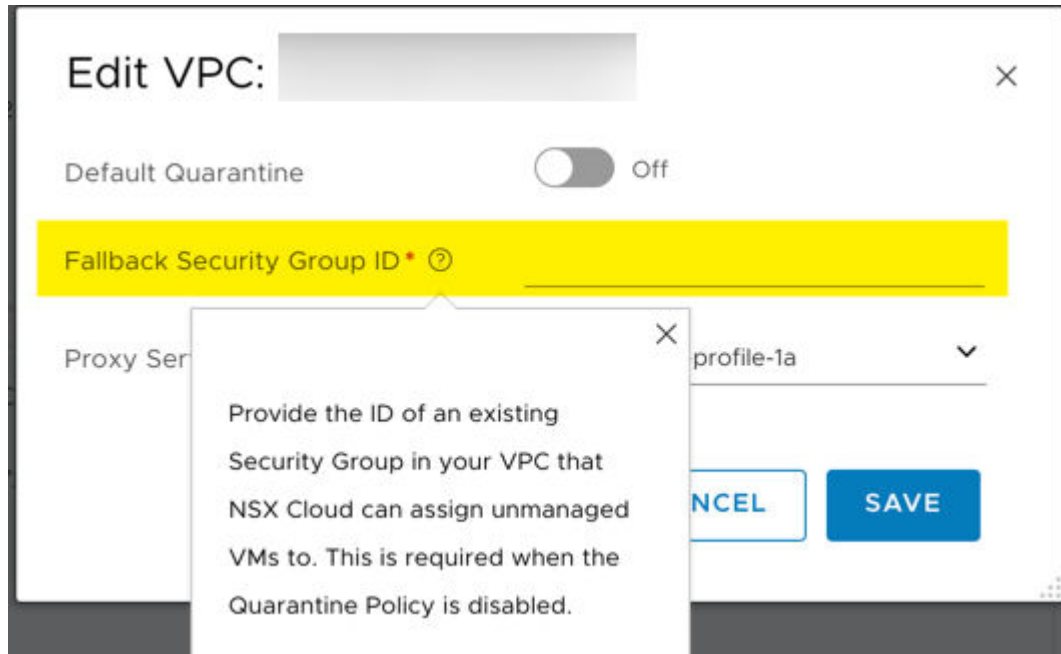 Edit VPC:
Default Quarantine
Off
Fallback Security Group ID*
Proxy Ser
profile-1a
Provide the ID of an existing
Security Group in your VPC that
NSX Cloud can assign unmanaged
VMs to. This is required when the
Quarantine Policy is disabled.
NCEL
SAVE